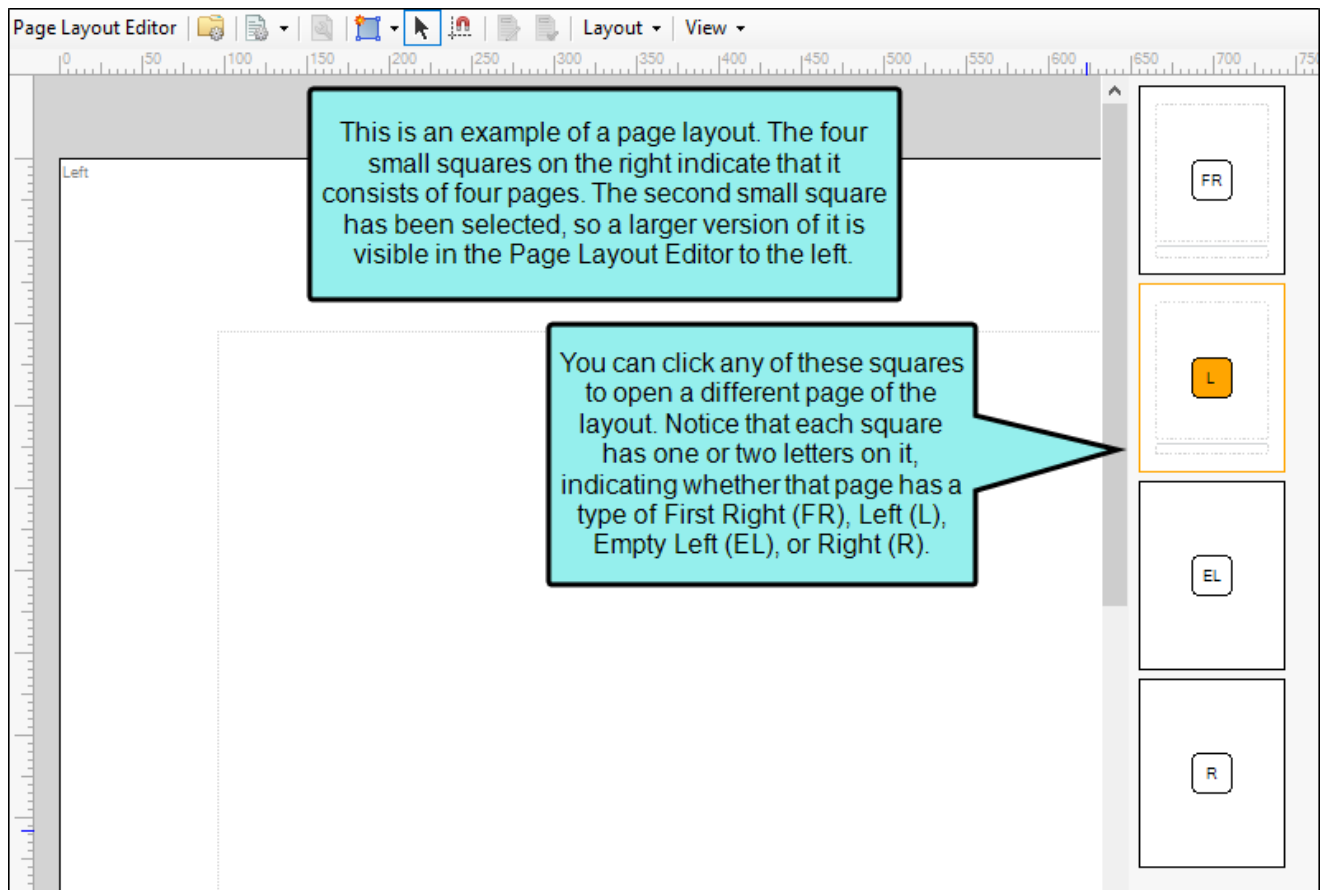 Page Layout Editor Layout View
0 50 100 150 200 250 300 350 400 450 500 550 600 650 700 750
Left
This is an example of a page layout. The four
small squares on the right indicate that it
consists of four pages. The second small square
has been selected, so a larger version of it is
visible in the Page Layout Editor to the left.
FR
You can click any of these squares
to open a different page of the
layout. Notice that each square
has one or two letters on it,
indicating whether that page has a
type of First Right (FR), Left (L),
Empty Left (EL), or Right (R).
L
EL
R